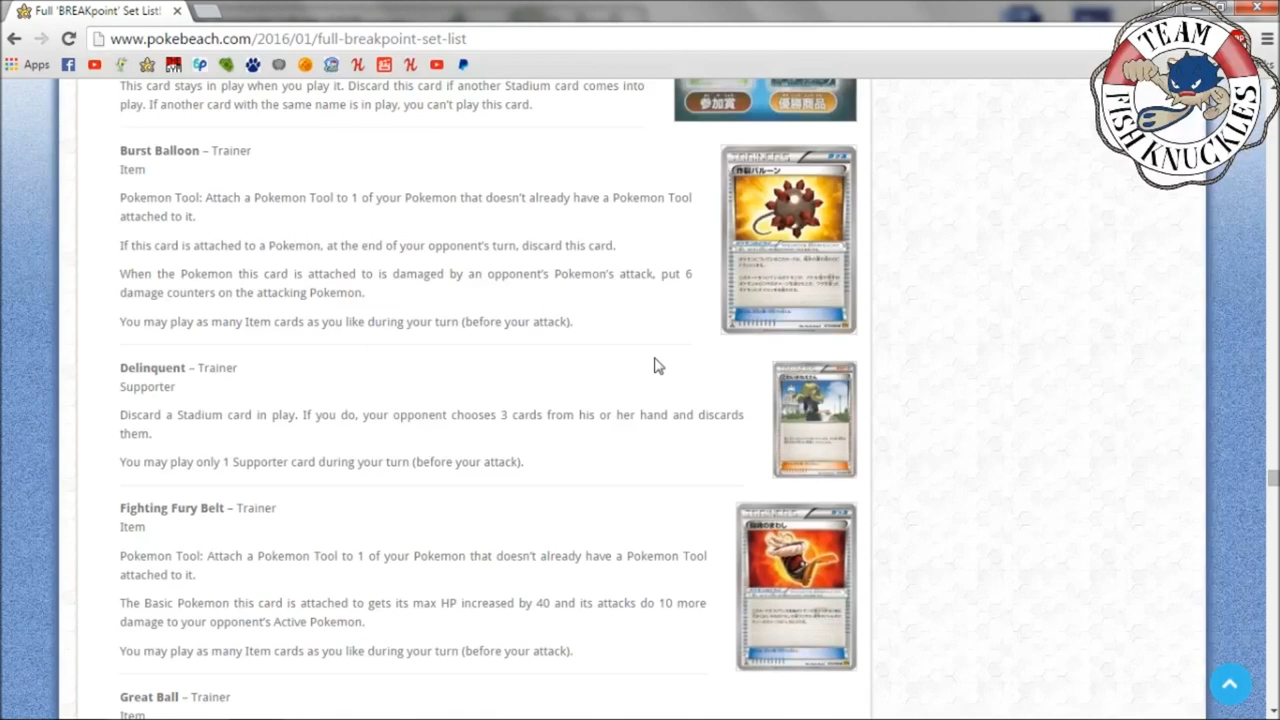 Full 'BREAKpoint' Set List!
www.pokebeach.com/2016/01/full-breakpoint-set-list
Apps
TEAM
FISH KNUCKLES
This card stays in play when you play it. Discard this card if another Stadium card comes into
play. If another card with the same name is in play, you can't play this card.
参加賞
優勝商品
Burst Balloon – Trainer
Item
Pokemon Tool: Attach a Pokemon Tool to 1 of your Pokemon that doesn't already have a Pokemon Tool
attached to it.
If this card is attached to a Pokemon, at the end of your opponent's turn, discard this card.
When the Pokemon this card is attached to is damaged by an opponent's Pokemon's attack, put 6
damage counters on the attacking Pokemon.
You may play as many Item cards as you like during your turn (before your attack).
TRAINERS
Delinquent – Trainer
Supporter
Discard a Stadium card in play. If you do, your opponent chooses 3 cards from his or her hand and discards
them.
You may play only 1 Supporter card during your turn (before your attack).
Fighting Fury Belt – Trainer
Item
Pokemon Tool: Attach a Pokemon Tool to 1 of your Pokemon that doesn't already have a Pokemon Tool
attached to it.
The Basic Pokemon this card is attached to gets its max HP increased by 40 and its attacks do 10 more
damage to your opponent's Active Pokemon.
You may play as many Item cards as you like during your turn (before your attack).
TRAINERS
Great Ball – Trainer
Item